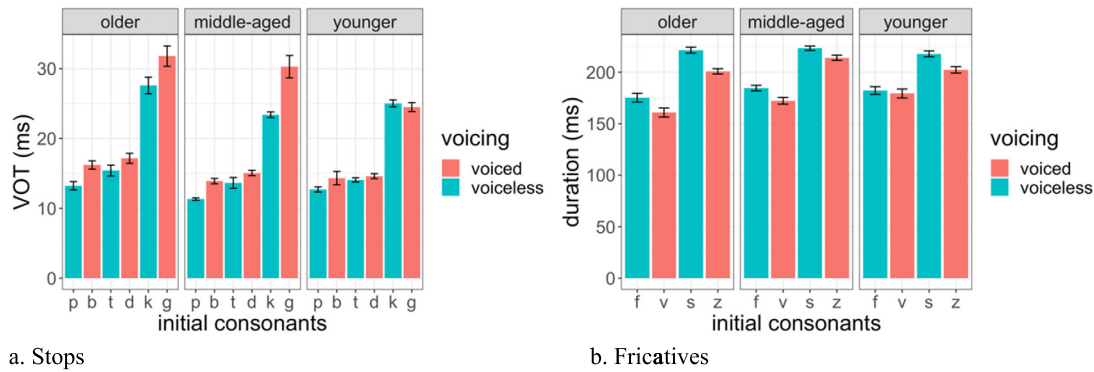 older middle-aged younger
VOT (ms)
30
20
10
0
p b t d k g p b t d k g p b t d k g
initial consonants
voicing
voiced
voiceless
a. Stops
older middle-aged younger
duration (ms)
200
150
100
50
0
f v s z f v s z f v s z
initial consonants
voicing
voiced
voiceless
b. Fricatives